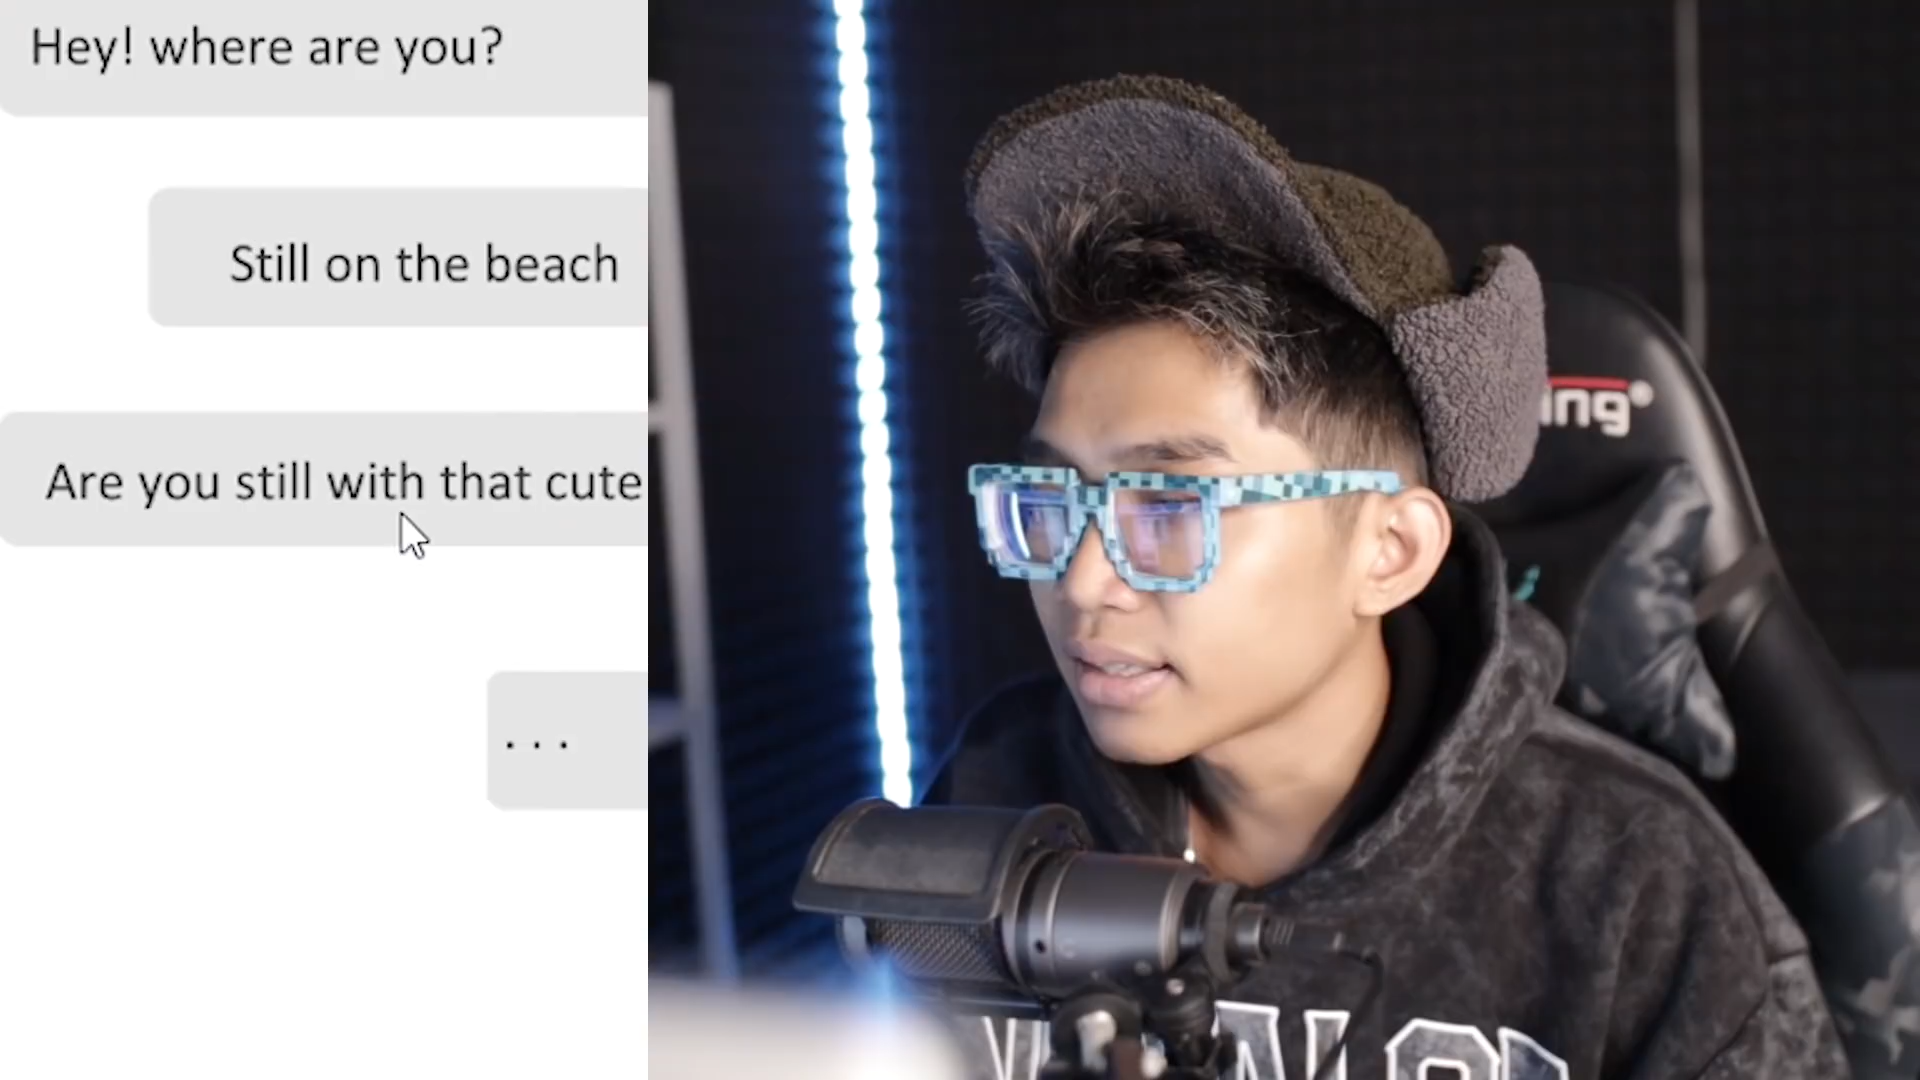 Hey! where are you?
Still on the beach
Are you still with that cute
...
ing®